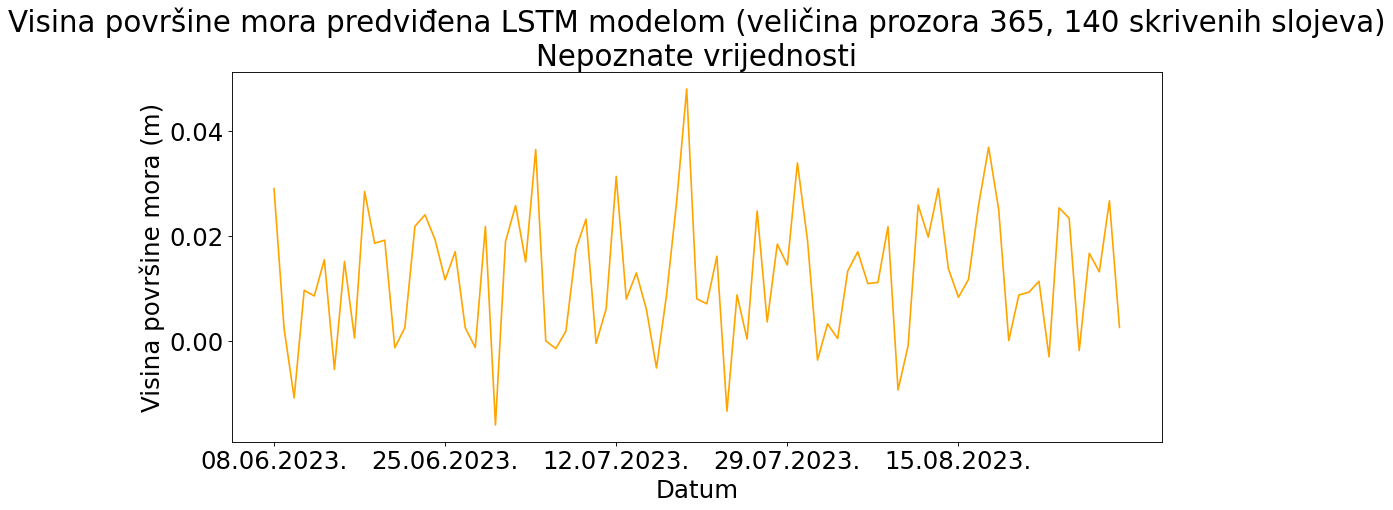 Visina površine mora predviđena LSTM modelom (veličina prozora 365, 140 skrivenih slojeva)
Nepoznate vrijednosti
Visina površine mora (m)
0.04
0.02
0.00
08.06.2023. 25.06.2023. 12.07.2023. 29.07.2023. 15.08.2023.
Datum